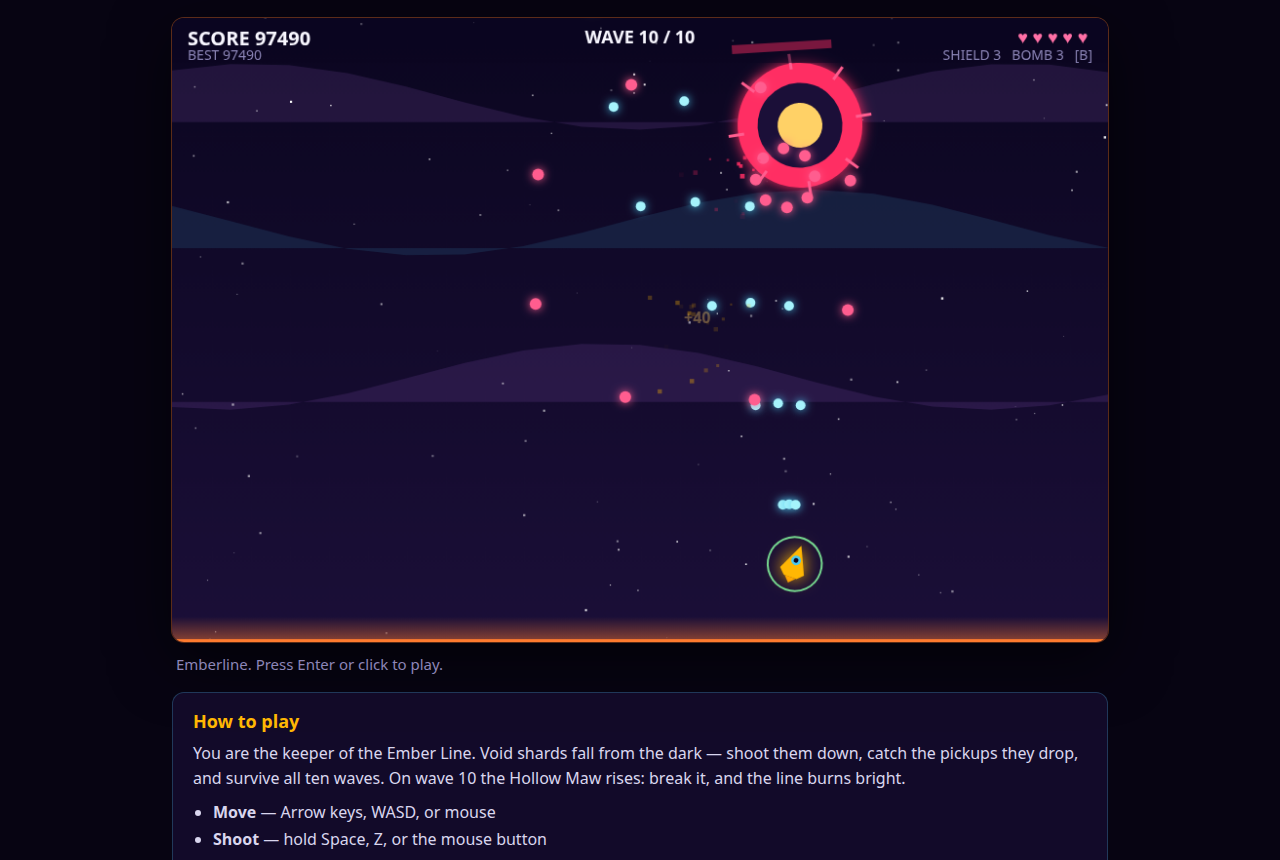 SCORE 97490
WAVE 10 / 10
♥ ♥ ♥ ♥ ♥
BEST 97490
SHIELD 3 BOMB 3 [B]
+40
Emberline. Press Enter or click to play.
How to play
You are the keeper of the Ember Line. Void shards fall from the dark — shoot them down, catch the pickups they drop,
and survive all ten waves. On wave 10 the Hollow Maw rises: break it, and the line burns bright.
• Move — Arrow keys, WASD, or mouse
• Shoot — hold Space, Z, or the mouse button